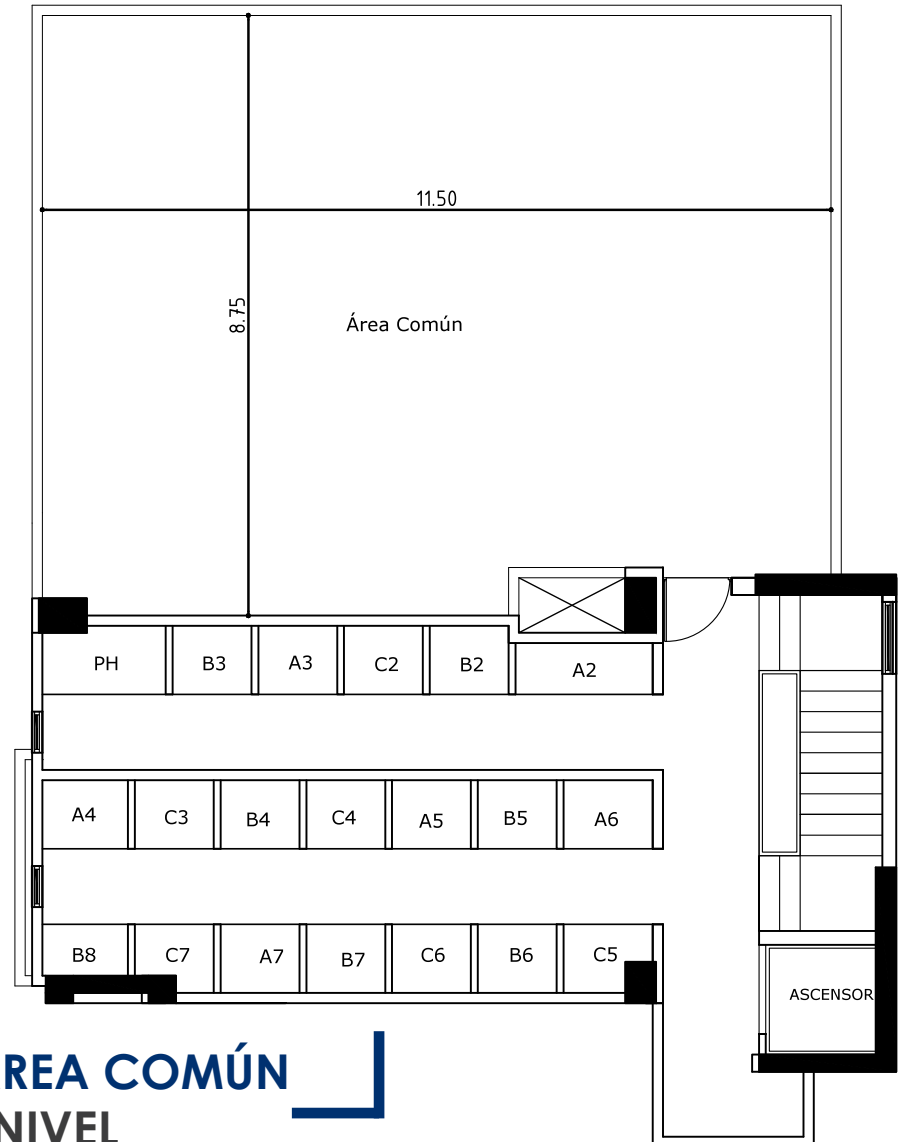 11.50
8.75
Área Común
PH B3 A3 C2 B2 A2
A4 C3 B4 C4 A5 B5 A6
B8 C7 A7 B7 C6 B6 C5
ASCENSOR
REA COMÚN
NIVEL